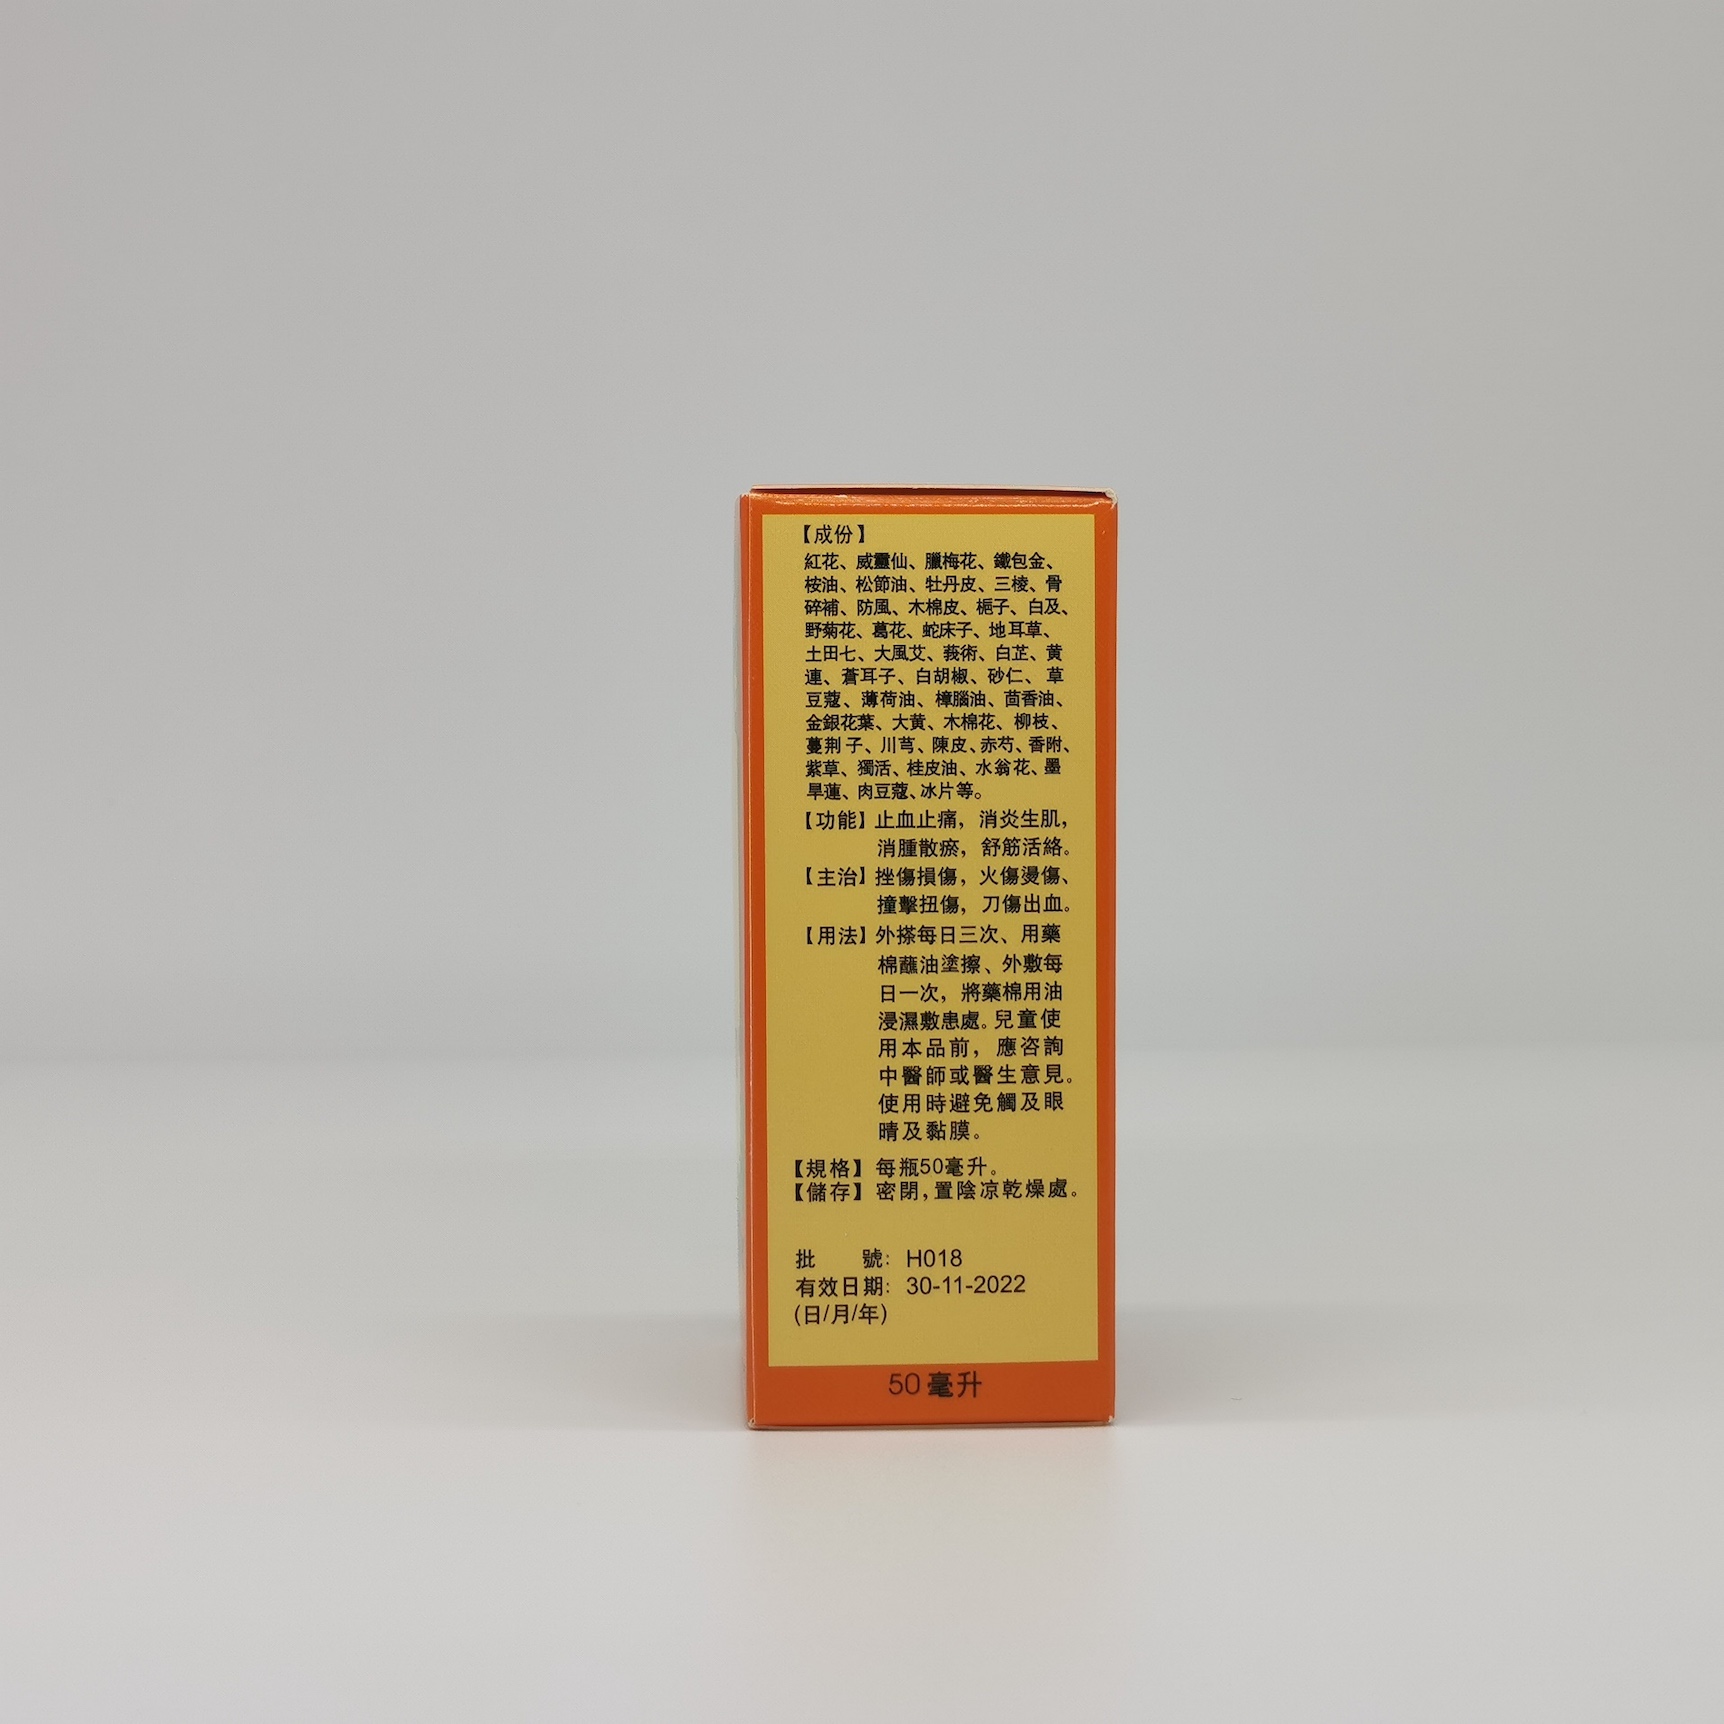 【成份】
紅花、威靈仙、臘梅花、鐵包金、
桉油、松節油、牡丹皮、三棱、骨
碎補、防風、木棉皮、梔子、白及、
野菊花、葛花、蛇床子、地耳草、
土田七、大風艾、莪術、白芷、黄
連、蒼耳子、白胡椒、砂仁、草
豆蔻、薄荷油、樟腦油、茴香油、
金銀花葉、大黄、木棉花、柳枝、
蔓荆子、川芎、陳皮、赤芍、香附、
紫草、獨活、桂皮油、水翁花、墨
旱蓮、肉豆蔻、冰片等。
【功能】止血止痛，消炎生肌，
消腫散瘀，舒筋活絡。
【主治】挫傷損傷，火傷燙傷、
撞擊扭傷，刀傷出血。
【用法】外搽每日三次、用藥
棉蘸油塗擦、外敷每
日一次，將藥棉用油
浸濕敷患處。兒童使
用本品前，應咨詢
中醫師或醫生意見。
使用時避免觸及眼
睛及黏膜。
【規格】每瓶50毫升。
【儲存】密閉，置陰凉乾燥處。
批 號：H018
有效日期：30-11-2022
(日/月/年)
50毫升